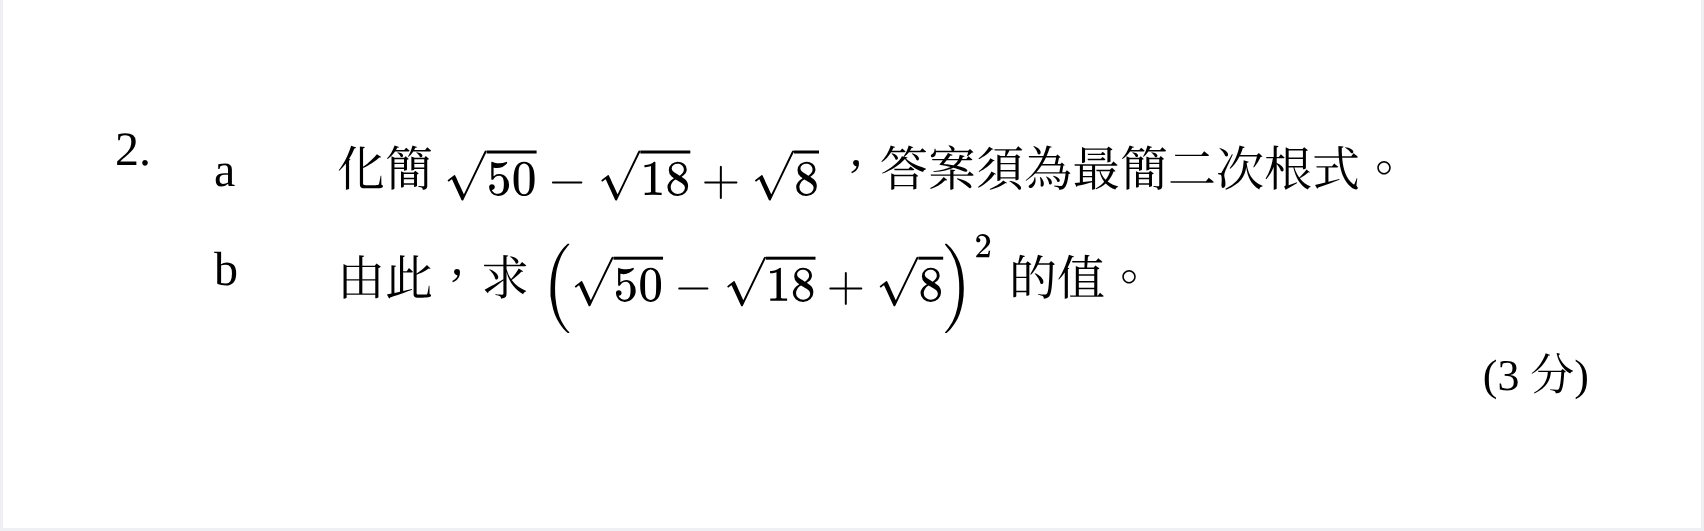 2. a 化簡 √50 − √18 + √8 ，答案須為最簡二次根式。
b 由此，求 (√50 − √18 + √8)² 的值。
(3 分)